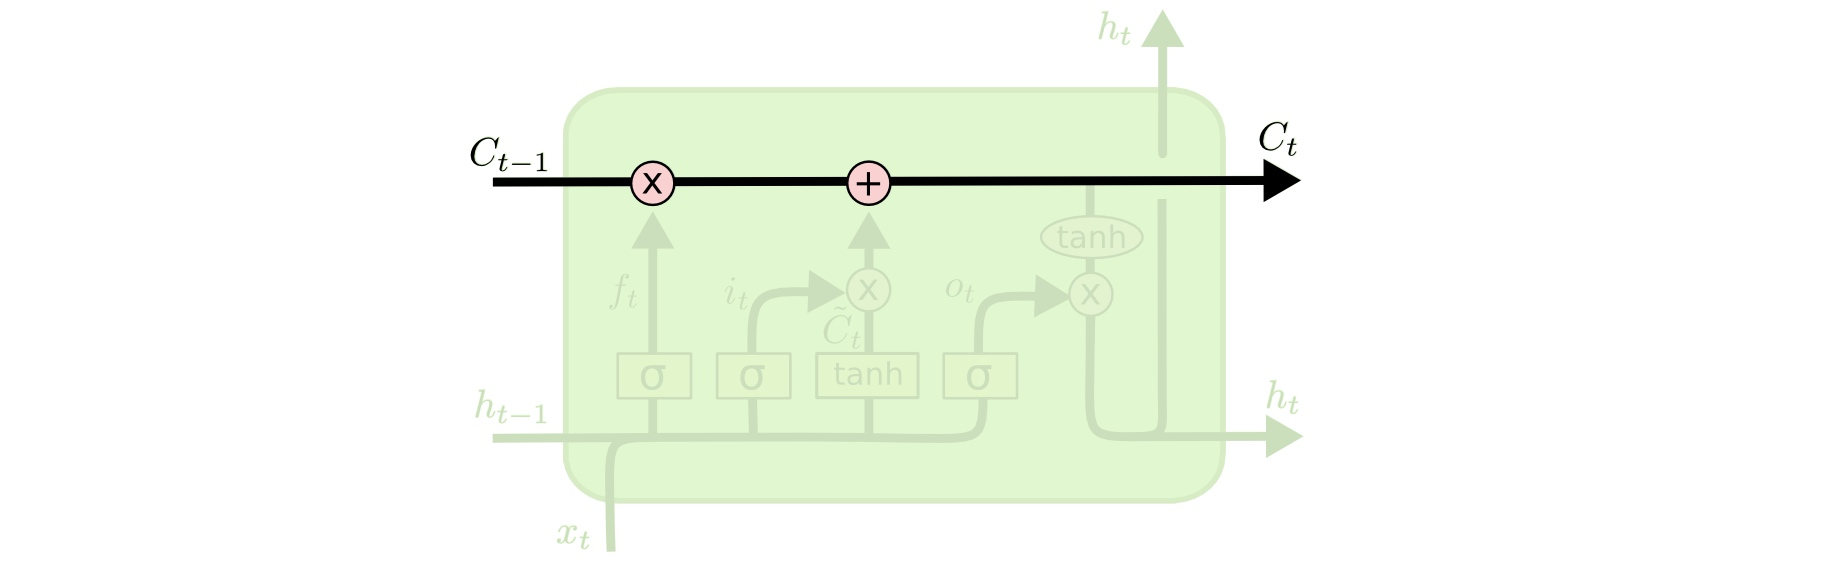 h_t
C_{t-1}
C_t
x
+
tanh
f_t
i_t
x
o_t
x
C̃_t
σ
σ
tanh
σ
h_{t-1}
h_t
x_t